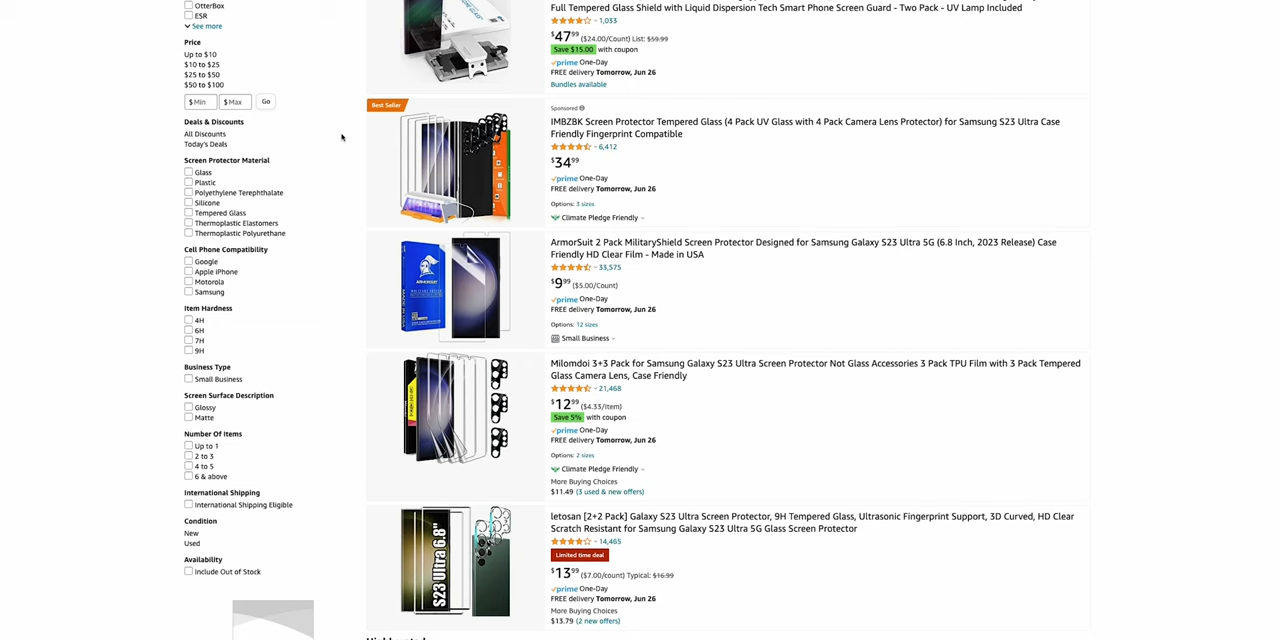 OtterBox
ESR
See more
Price
Up to $10
$10 to $25
$25 to $50
$50 to $100
$ Min
$ Max
Go
Deals & Discounts
All Discounts
Today's Deals
Screen Protector Material
Glass
Plastic
Polyethylene Terephthalate
Silicone
Tempered Glass
Thermoplastic Elastomers
Thermoplastic Polyurethane
Cell Phone Compatibility
Google
Apple iPhone
Motorola
Samsung
Item Hardness
4H
6H
7H
9H
Business Type
Small Business
Screen Surface Description
Glossy
Matte
Number Of Items
Up to 1
2 to 3
4 to 5
6 & above
International Shipping
International Shipping Eligible
Condition
New
Used
Availability
Include Out of Stock
Full Tempered Glass Shield with Liquid Dispersion Tech Smart Phone Screen Guard - Two Pack - UV Lamp Included
1,033
$47.99 ($24.00/Count) List: $59.99
Save $15.00 with coupon
prime One-Day
FREE delivery Tomorrow, Jun 26
Bundles available
Best Seller
Sponsored
IMBZBK Screen Protector Tempered Glass (4 Pack UV Glass with 4 Pack Camera Lens Protector) for Samsung S23 Ultra Case
Friendly Fingerprint Compatible
6,412
$34.99
prime One-Day
FREE delivery Tomorrow, Jun 26
Options: 3 sizes
Climate Pledge Friendly
ArmorSuit 2 Pack MilitaryShield Screen Protector Designed for Samsung Galaxy S23 Ultra 5G (6.8 Inch, 2023 Release) Case
Friendly HD Clear Film - Made in USA
33,575
$9.99 ($5.00/Count)
prime One-Day
FREE delivery Tomorrow, Jun 26
Options: 12 sizes
Small Business
Milomdoi 3+3 Pack for Samsung Galaxy S23 Ultra Screen Protector Not Glass Accessories 3 Pack TPU Film with 3 Pack Tempered
Glass Camera Lens, Case Friendly
21,468
$12.99 ($4.33/Item)
Save 5% with coupon
prime One-Day
FREE delivery Tomorrow, Jun 26
Options: 2 sizes
Climate Pledge Friendly
More Buying Choices
$11.49 (3 used & new offers)
S23 Ultra 6.8"
letosan [2+2 Pack] Galaxy S23 Ultra Screen Protector, 9H Tempered Glass, Ultrasonic Fingerprint Support, 3D Curved, HD Clear
Scratch Resistant for Samsung Galaxy S23 Ultra 5G Glass Screen Protector
14,465
Limited time deal
$13.99 ($7.00/count) Typical: $16.99
prime One-Day
FREE delivery Tomorrow, Jun 26
More Buying Choices
$13.79 (2 new offers)